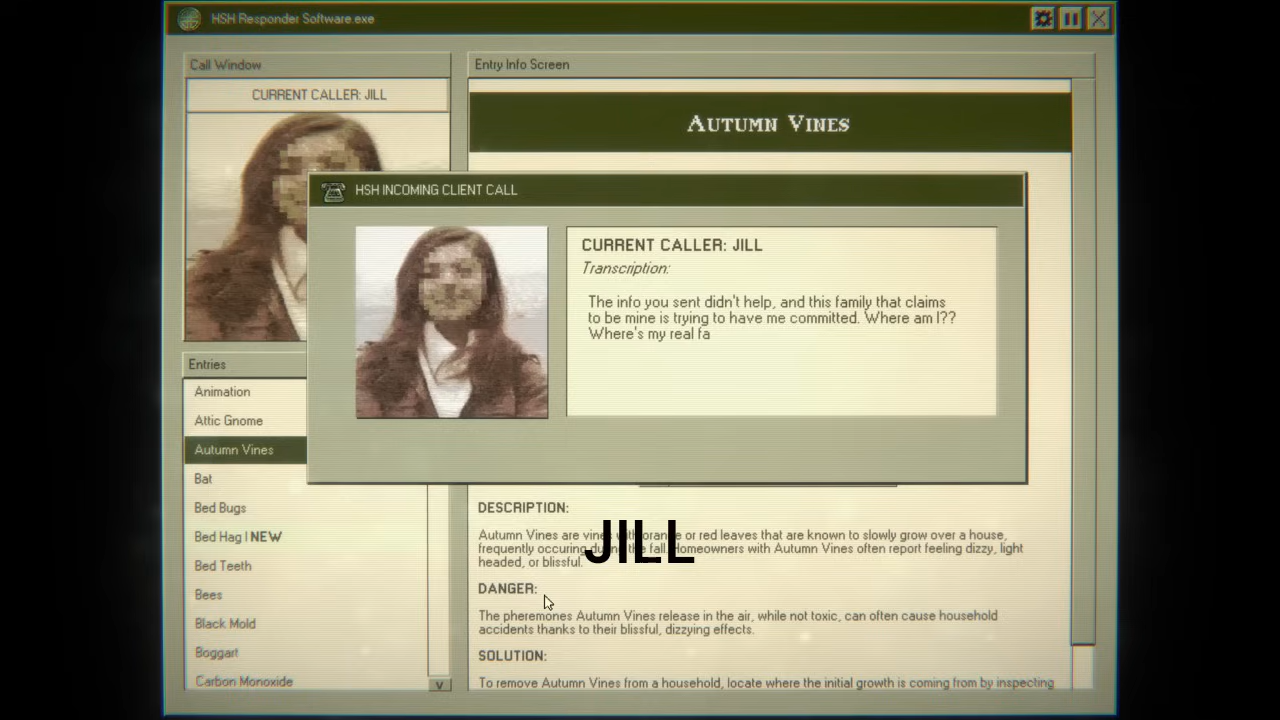 HSH Responder Software.exe
Call Window
CURRENT CALLER: JILL
Entries
Animation
Attic Gnome
Autumn Vines
Bat
Bed Bugs
Bed Hag | NEW
Bed Teeth
Bees
Black Mold
Boggart
Carbon Monoxide
v
Entry Info Screen
AUTUMN VINES
HSH INCOMING CLIENT CALL
CURRENT CALLER: JILL
Transcription:
The info you sent didn't help, and this family that claims
to be mine is trying to have me committed. Where am I??
Where's my real fa
DESCRIPTION:
Autumn Vines are vines with orange or red leaves that are known to slowly grow over a house,
frequently occuring during the fall. Homeowners with Autumn Vines often report feeling dizzy, light
headed, or blissful.
JILL
DANGER:
The pheremones Autumn Vines release in the air, while not toxic, can often cause household
accidents thanks to their blissful, dizzying effects.
SOLUTION:
To remove Autumn Vines from a household, locate where the initial growth is coming from by inspecting